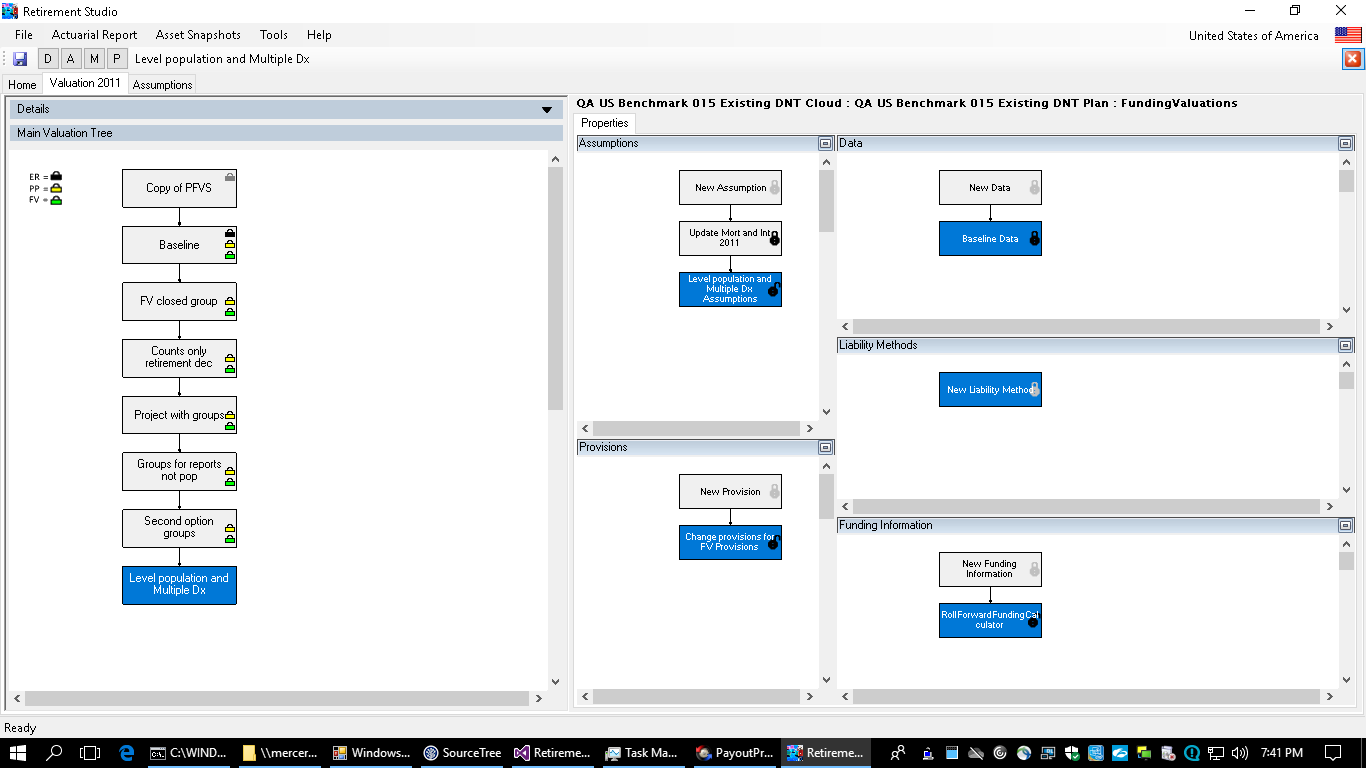 Retirement Studio
File Actuarial Report Asset Snapshots Tools Help
United States of America
D A M P Level population and Multiple Dx
Home Valuation 2011 Assumptions
Details
Main Valuation Tree
ER =
PP =
FV =
Copy of PFVS
Baseline
FV closed group
Counts only
retirement dec
Project with groups
Groups for reports
not pop
Second option
groups
Level population and
Multiple Dx
QA US Benchmark 015 Existing DNT Cloud : QA US Benchmark 015 Existing DNT Plan : FundingValuations
Properties
Assumptions
New Assumption
Update Mort and Int
2011
Level population and
Multiple Dx
Assumptions
Data
New Data
Baseline Data
Liability Methods
New Liability Method
Provisions
New Provision
Change provisions for
FV Provisions
Funding Information
New Funding
Information
RollForwardFundingCal
culator
Ready
C:\WIND... \\mercer... Windows... SourceTree Retireme... Task Ma... PayoutPr... Retireme... 7:41 PM